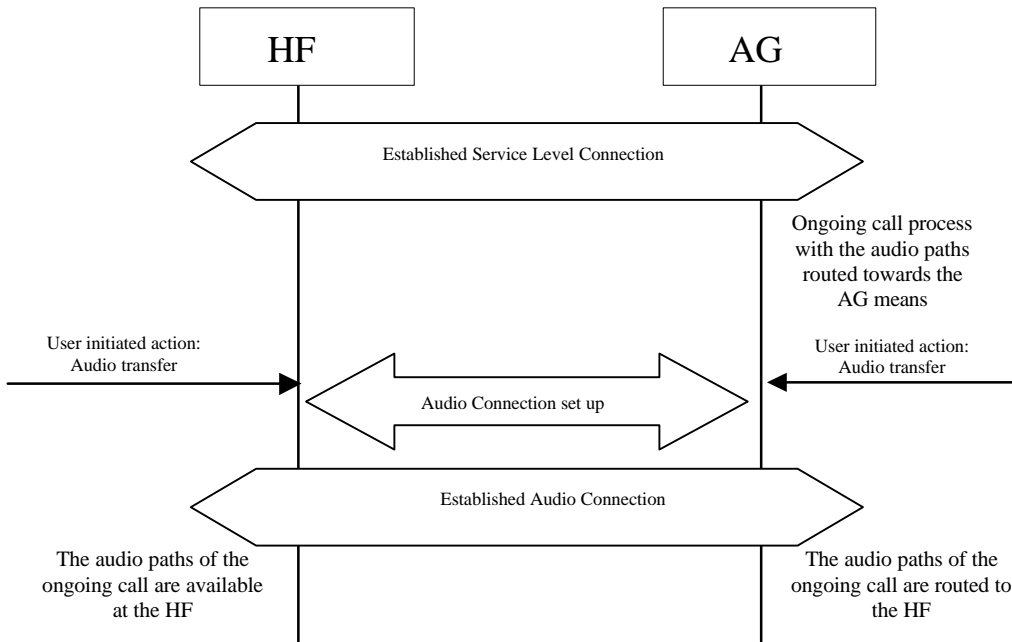 HF
AG
Established Service Level Connection
Ongoing call process
with the audio paths
routed towards the
AG means
User initiated action:
Audio transfer
User initiated action:
Audio transfer
Audio Connection set up
Established Audio Connection
The audio paths of the
ongoing call are available
at the HF
The audio paths of the
ongoing call are routed to
the HF